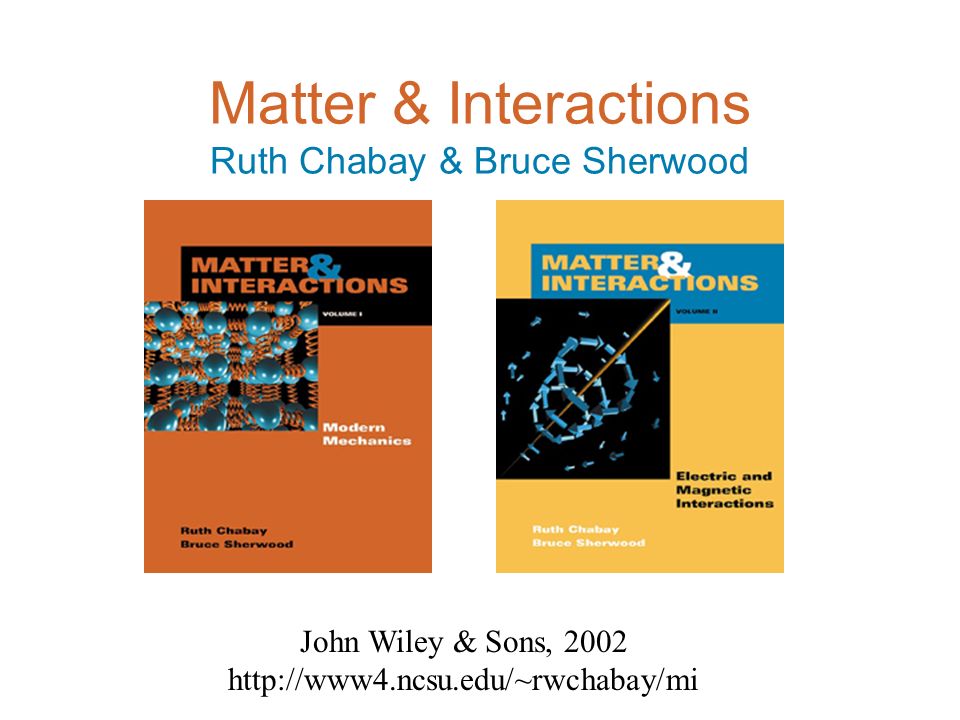 Matter & Interactions
Ruth Chabay & Bruce Sherwood
MATTER &
INTERACTIONS
VOLUME I
Modern
Mechanics
Ruth Chabay
Bruce Sherwood
MATTER &
INTERACTIONS
VOLUME II
Electric and
Magnetic
Interactions
Ruth Chabay
Bruce Sherwood
John Wiley & Sons, 2002
http://www4.ncsu.edu/~rwchabay/mi